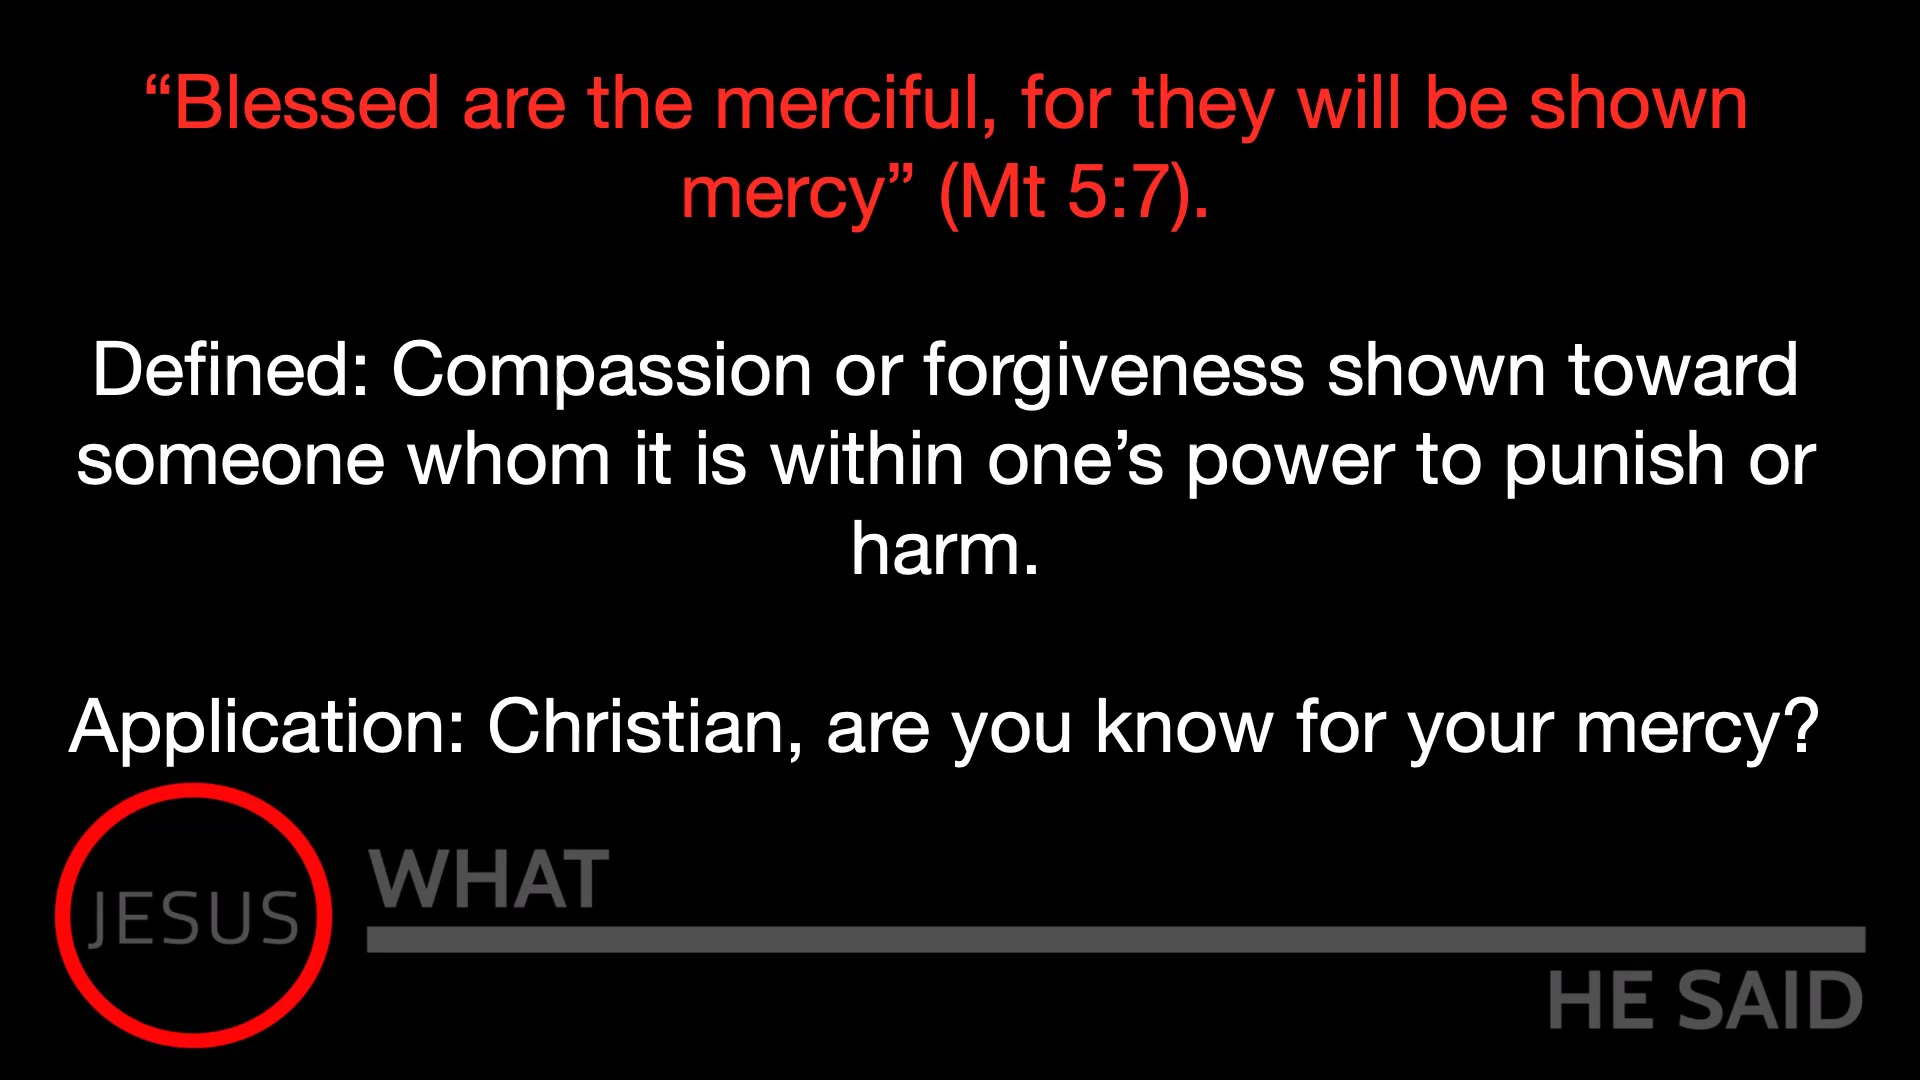 “Blessed are the merciful, for they will be shown
mercy” (Mt 5:7).
Defined: Compassion or forgiveness shown toward
someone whom it is within one’s power to punish or
harm.
Application: Christian, are you know for your mercy?
JESUS
WHAT
HE SAID